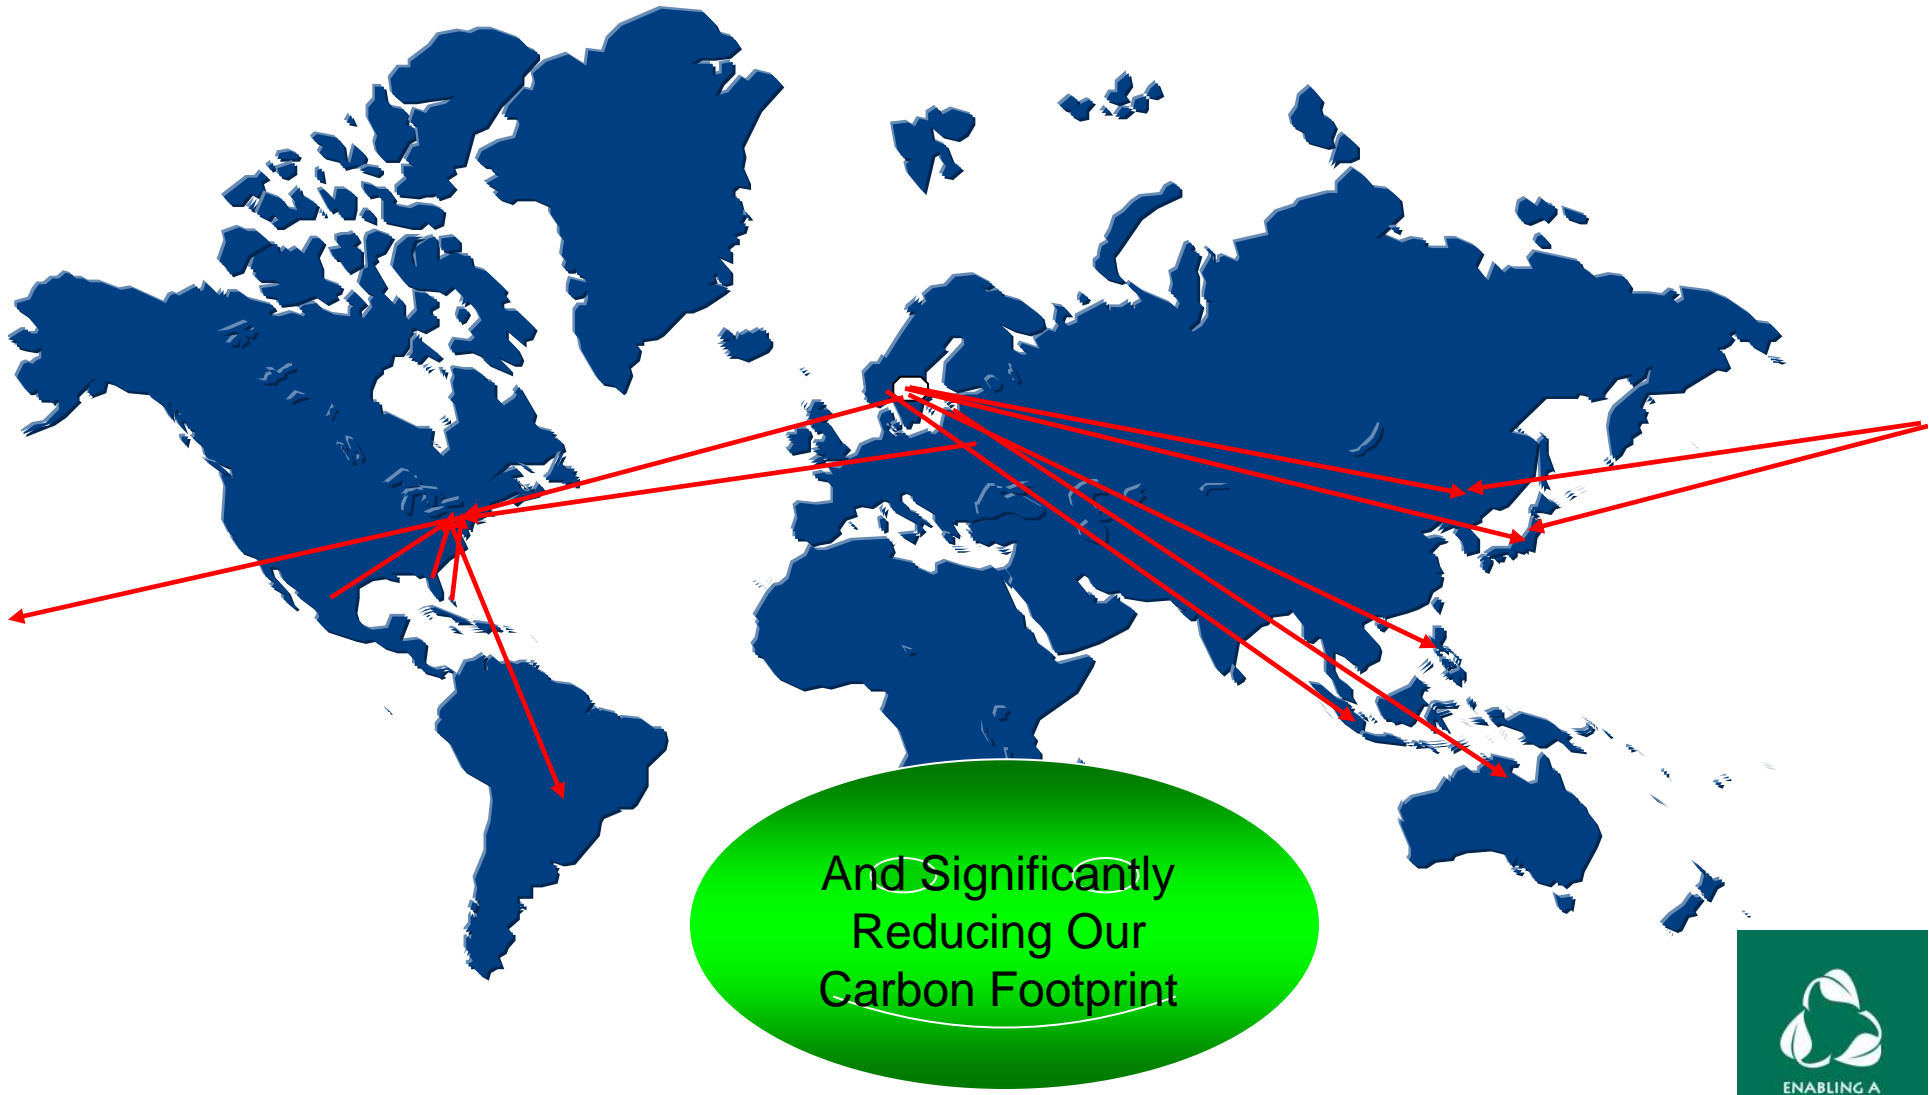 And Significantly
Reducing Our
Carbon Footprint
ENABLING A